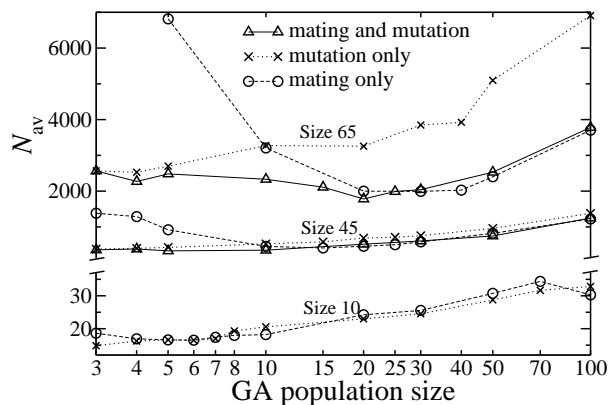 6000
4000
2000
30
20
N_av
mating and mutation
mutation only
mating only
Size 65
Size 45
Size 10
3 4 5 6 7 8 10 15 20 25 30 40 50 70 100
GA population size